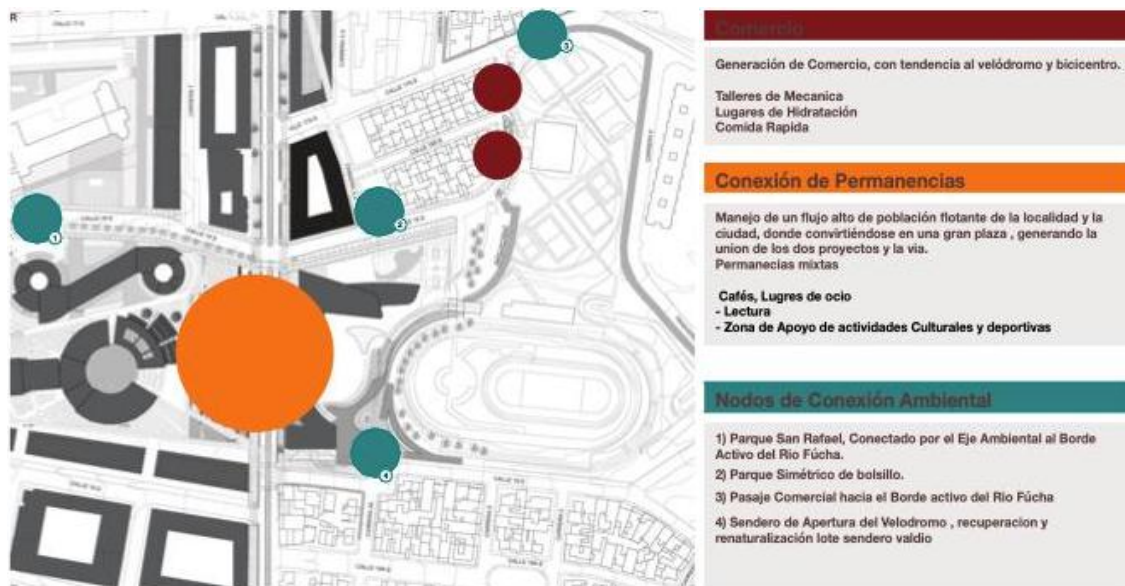 Comercio
Generación de Comercio, con tendencia al velódromo y bicicentro.
Talleres de Mecanica
Lugares de Hidratación
Comida Rapida
Conexión de Permanencias
Manejo de un flujo alto de población flotante de la localidad y la
ciudad, donde convirtiéndose en una gran plaza , generando la
union de los dos proyectos y la via.
Permanecias mixtas
Cafés, Lugres de ocio
- Lectura
- Zona de Apoyo de actividades Culturales y deportivas
Nodos de Conexión Ambiental
1) Parque San Rafael, Conectado por el Eje Ambiental al Borde
Activo del Rio Fúcha.
2) Parque Simétrico de bolsillo.
3) Pasaje Comercial hacia el Borde activo del Rio Fúcha
4) Sendero de Apertura del Velodromo , recuperacion y
renaturalización lote sendero valdio
R
3
2
1
4